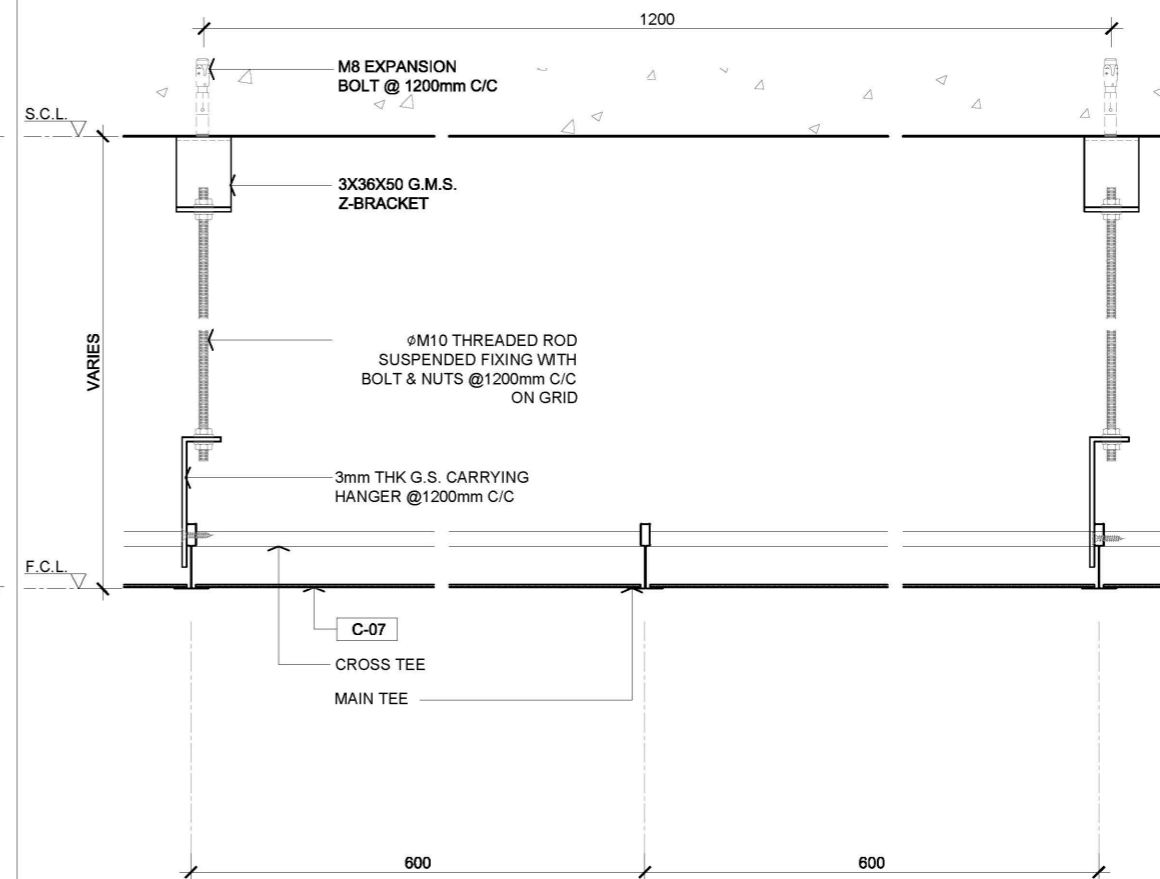 1200
M8 EXPANSION
BOLT @ 1200mm C/C
S.C.L.
3X36X50 G.M.S.
Z-BRACKET
VARIES
øM10 THREADED ROD
SUSPENDED FIXING WITH
BOLT & NUTS @1200mm C/C
ON GRID
3mm THK G.S. CARRYING
HANGER @1200mm C/C
F.C.L.
C-07
CROSS TEE
MAIN TEE
600
600